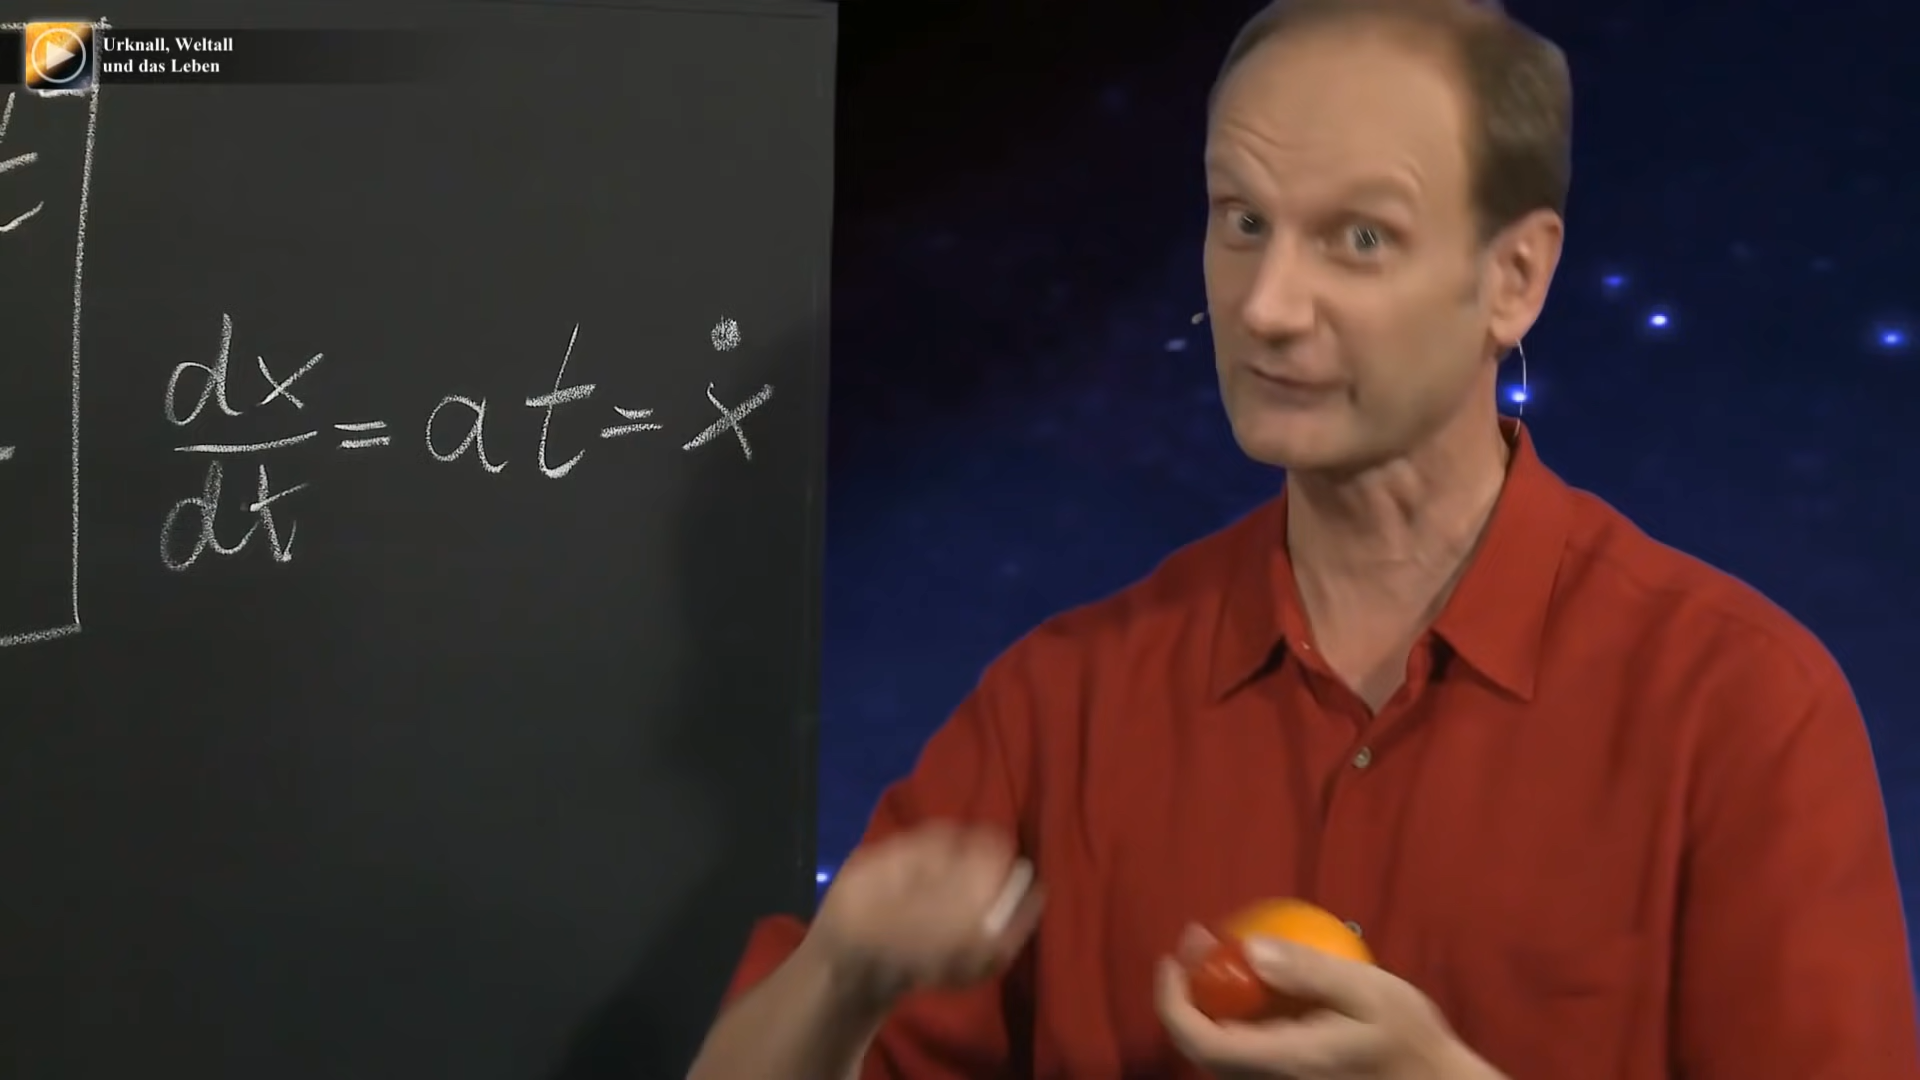 Urknall, Weltall
und das Leben
dx/dt = at = ẋ